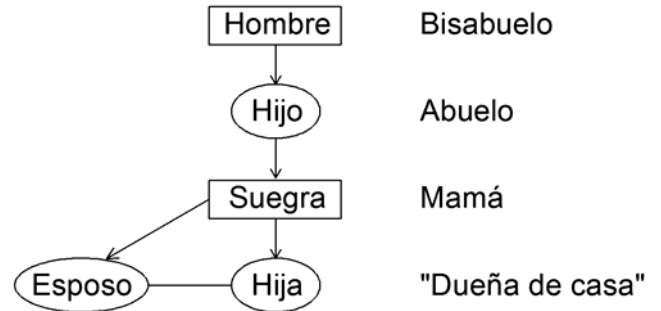 Hombre Bisabuelo
Hijo Abuelo
Suegra Mamá
Esposo Hija "Dueña de casa"